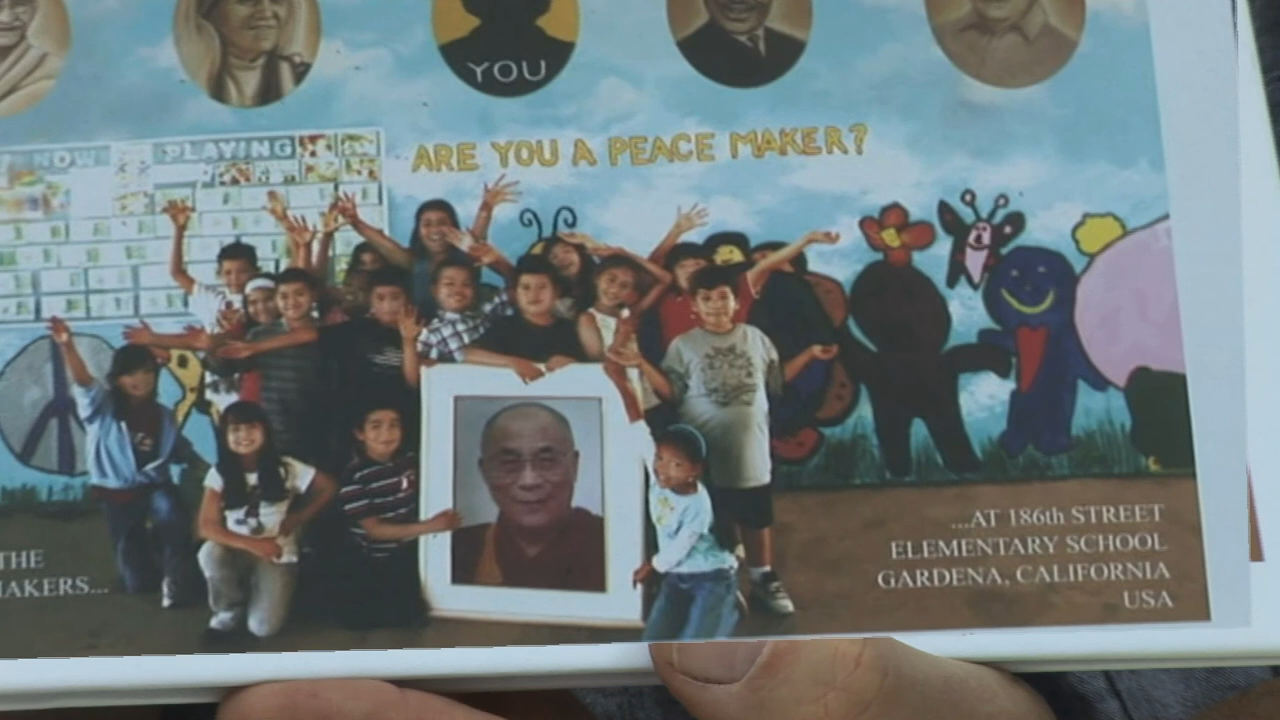 YOU
NOW PLAYING
ARE YOU A PEACE MAKER?
THE
MAKERS...
...AT 186th STREET
ELEMENTARY SCHOOL
GARDENA, CALIFORNIA
USA